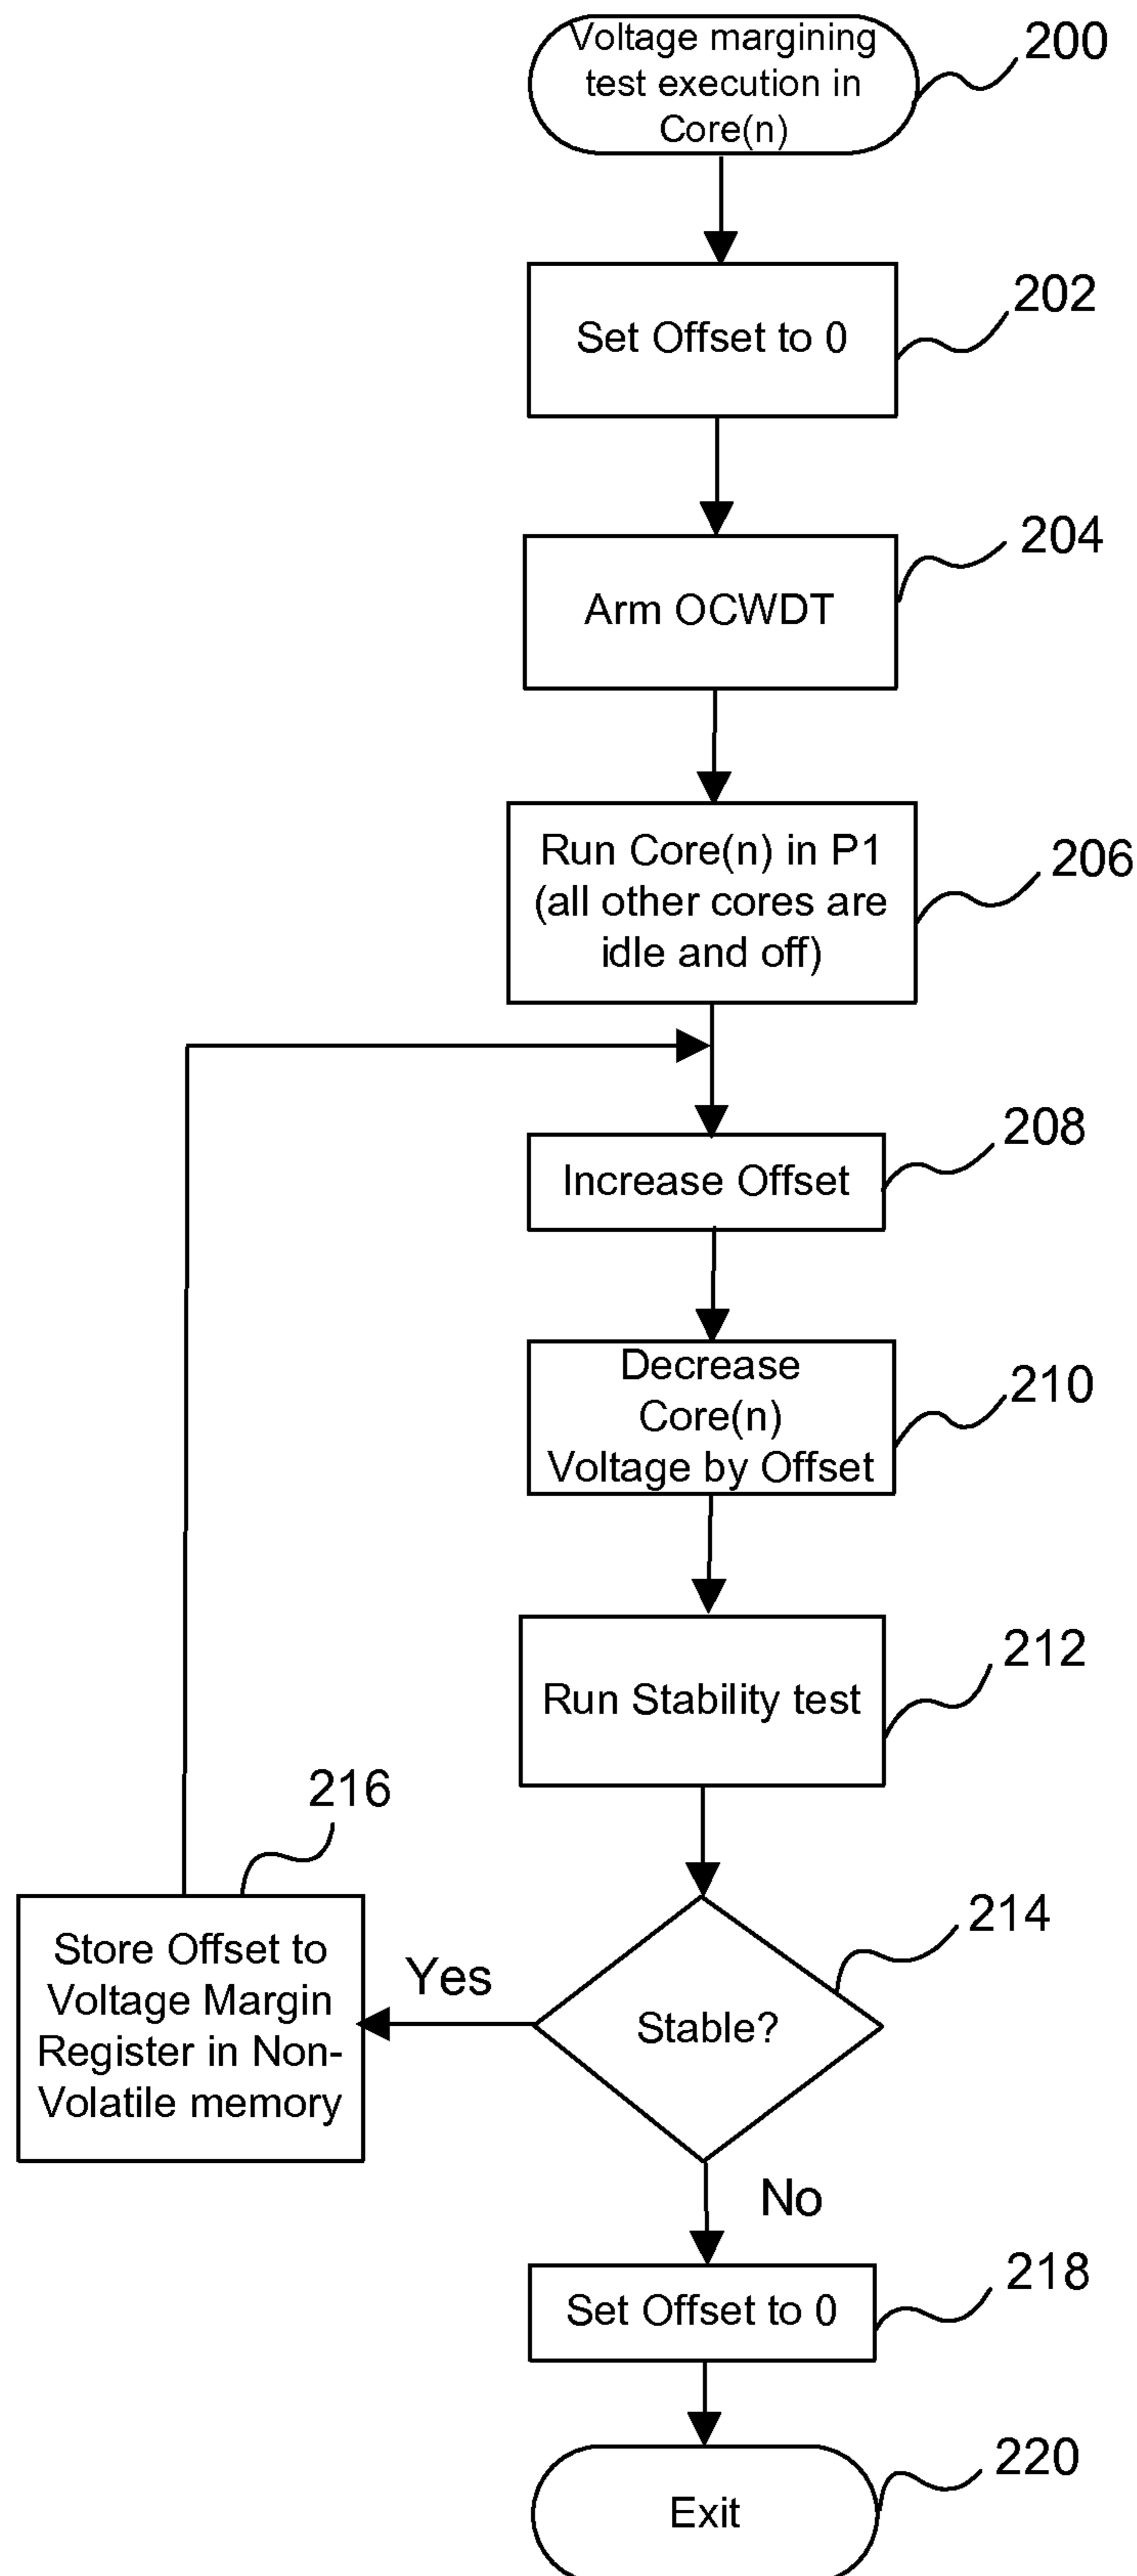 Voltage margining
test execution in
Core(n)
200
Set Offset to 0
202
Arm OCWDT
204
Run Core(n) in P1
(all other cores are
idle and off)
206
Increase Offset
208
Decrease
Core(n)
Voltage by Offset
210
Run Stability test
212
Stable?
214
Yes
216
Store Offset to
Voltage Margin
Register in Non-
Volatile memory
No
Set Offset to 0
218
Exit
220